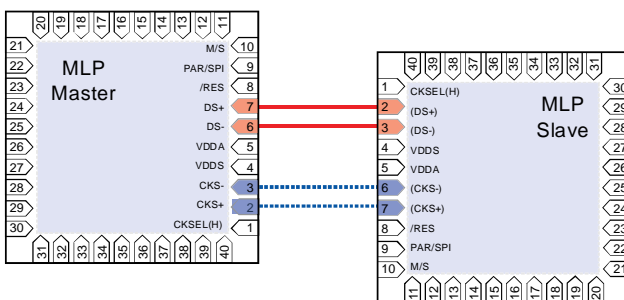 20 19 18 17 16 15 14 13 12 11
21 M/S 10
22 MLP PAR/SPI 9
23 Master /RES 8
24 DS+ 7
25 DS- 6
26 VDDA 5
27 VDDS 4
28 CKS- 3
29 CKS+ 2
30 CKSEL(H) 1
31 32 33 34 35 36 37 38 39 40
40 39 38 37 36 35 34 33 32 31
1 CKSEL(H) 30
2 (DS+) MLP 29
3 (DS-) Slave 28
4 VDDS 27
5 VDDA 26
6 (CKS-) 25
7 (CKS+) 24
8 /RES 23
9 PAR/SPI 22
10 M/S 21
11 12 13 14 15 16 17 18 19 20